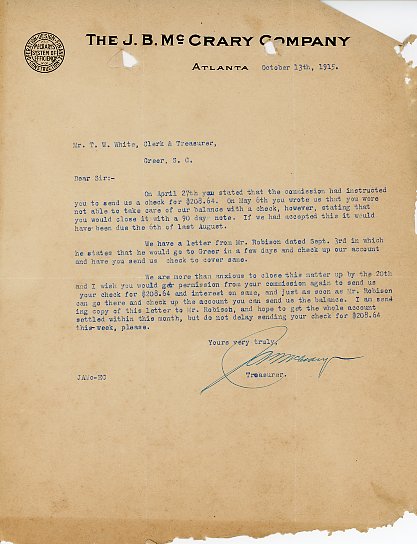 THE J. B. McCRARY COMPANY
McCRARY'S
SYSTEM OF
EFFICIENCY
ATLANTA October 13th, 1915.
Mr. T. W. White, Clerk & Treasurer,
Greer, S. C.
Dear Sir:-
On April 27th you stated that the commission had instructed
you to send us a check for $208.64. On May 6th you wrote us that you were
not able to take care of our balance with a check, however, stating that
you would close it with a 90 day note. If we had accepted this it would
have been due the 6th of last August.
We have a letter from Mr. Robison dated Sept. 3rd in which
he states that he would go to Greer in a few days and check up our account
and have you send us check to cover same.
We are more than anxious to close this matter up by the 20th
and I wish you would get permission from your commission again to send us
your check for $208.64 and interest on same, and just as soon as Mr. Robison
can go there and check up the account you can send us the balance. I am send
ing copy of this letter to Mr. Robison, and hope to get the whole account
settled within this month, but do not delay sending your check for $208.64
this week, please.
Yours very truly,
Treasurer.
JAMc-EC